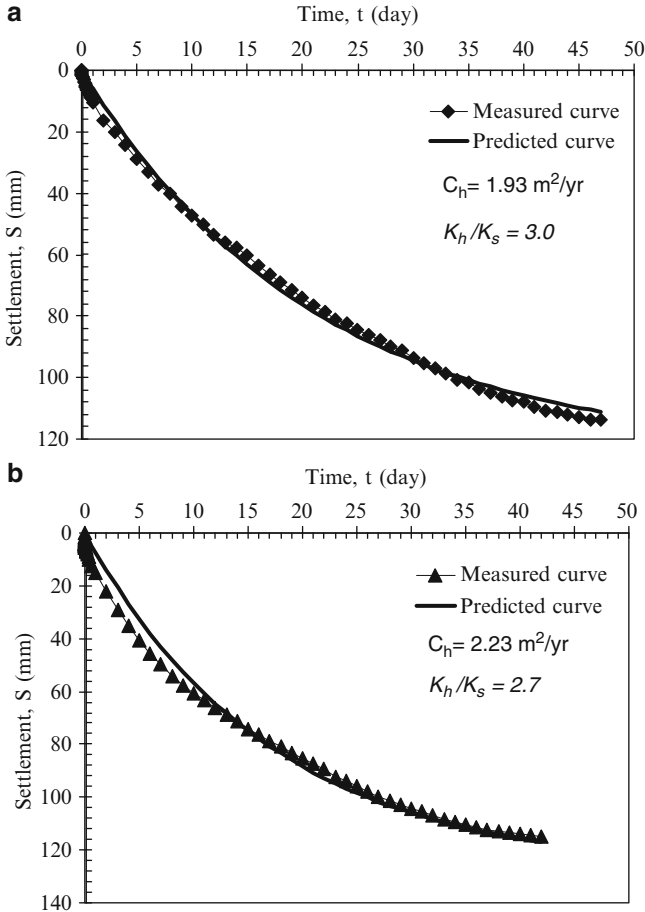 a
Time, t (day)
0 5 10 15 20 25 30 35 40 45 50
0
20
40
60
80
100
120
Settlement, S (mm)
Measured curve
Predicted curve
Cₕ= 1.93 m²/yr
Kₕ/Kₛ = 3.0
b
Time, t (day)
0 5 10 15 20 25 30 35 40 45 50
0
20
40
60
80
100
120
140
Settlement, S (mm)
Measured curve
Predicted curve
Cₕ= 2.23 m²/yr
Kₕ/Kₛ = 2.7